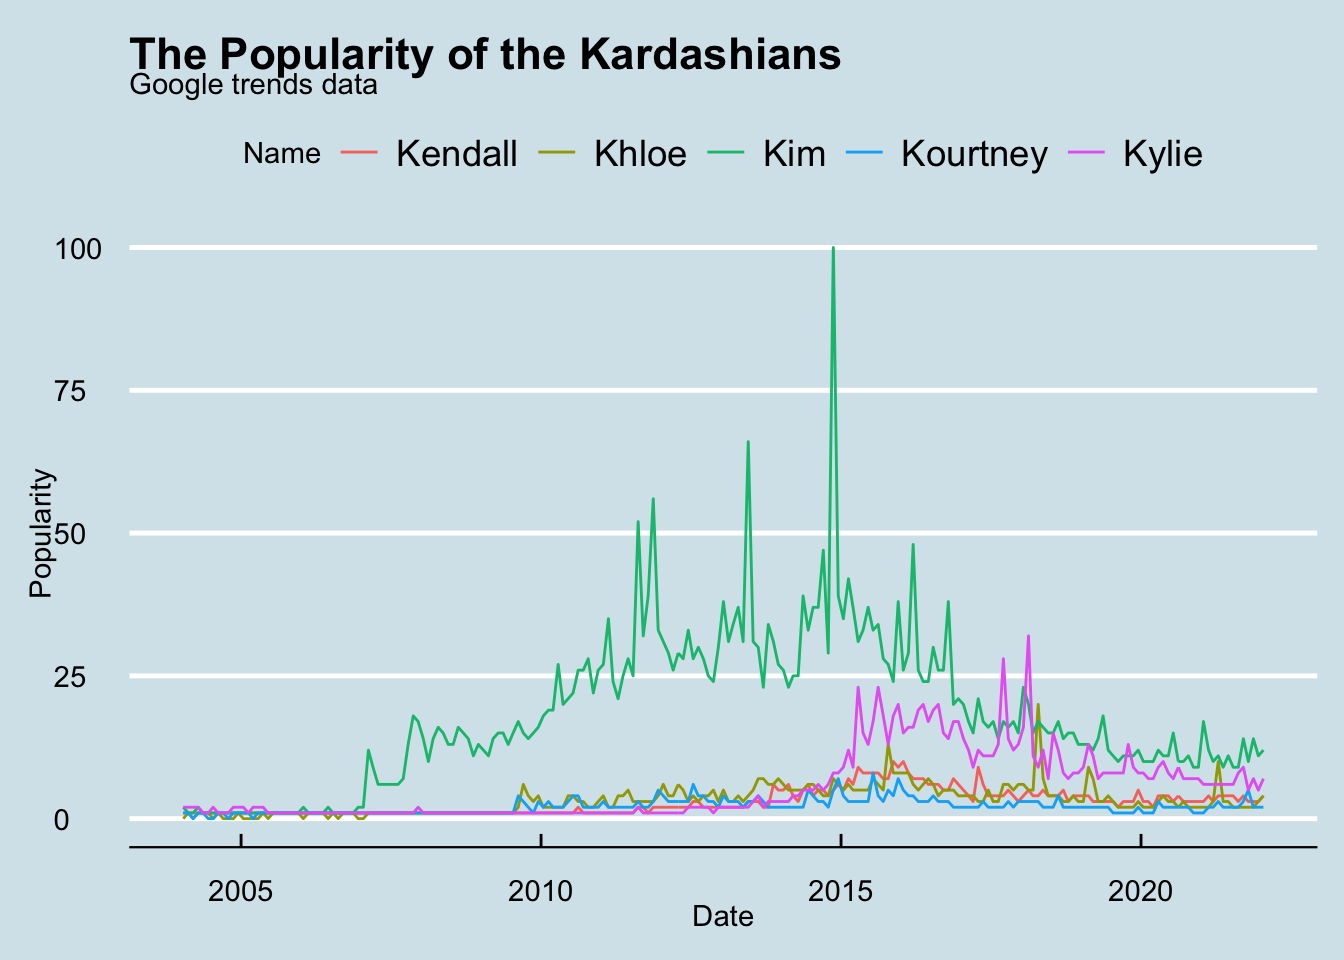 The Popularity of the Kardashians
Google trends data
Name Kendall Khloe Kim Kourtney Kylie
100
75
50
25
0
Popularity
2005 2010 2015 2020
Date